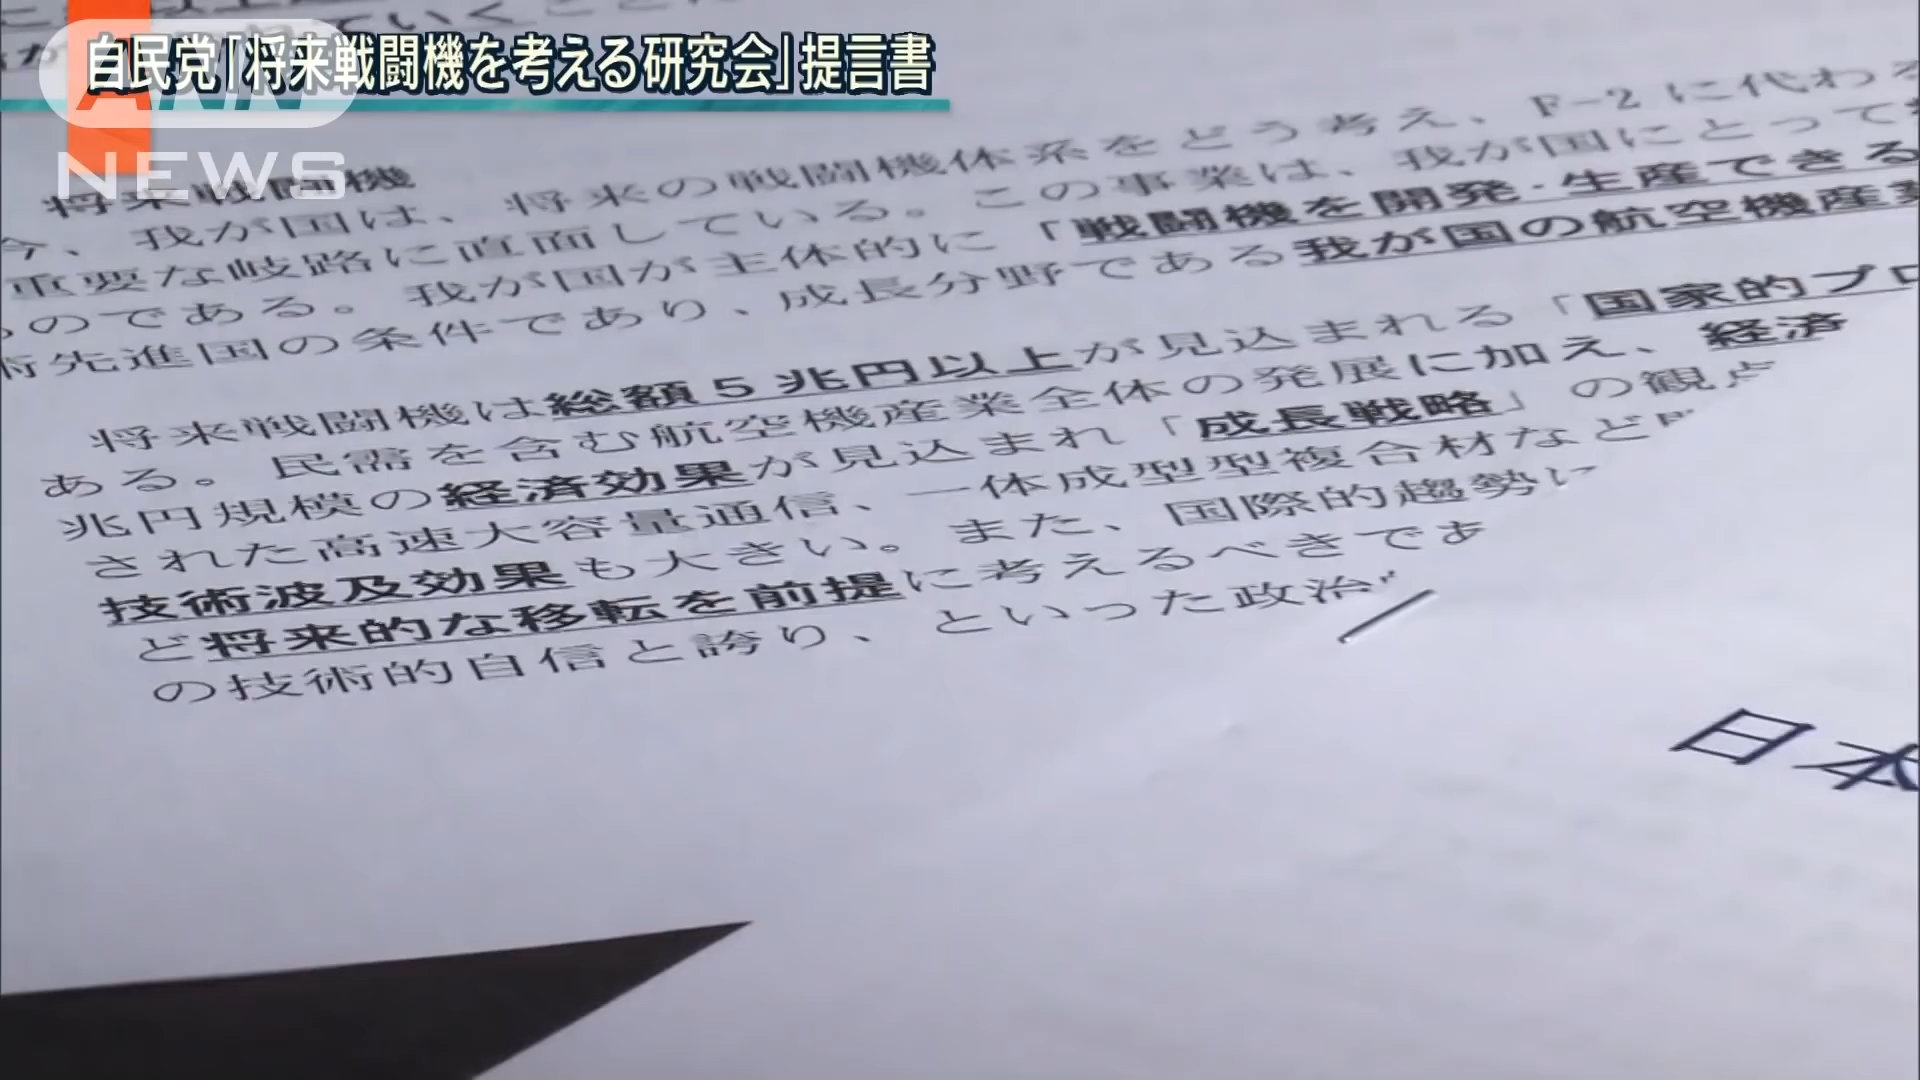 自民党「将来戦闘機を考える研究会」提言書
ANN
NEWS
将来戦闘機
今、我が国は、将来の戦闘機体系をどう考え、F-2に代わる
重要な岐路に直面している。この事業は、我が国にとって
ものである。我が国が主体的に「戦闘機を開発・生産できる
術先進国の条件であり、成長分野である我が国の航空機産業
将来戦闘機は総額5兆円以上が見込まれる「国家的プロ
ある。民需を含む航空機産業全体の発展に加え、経済
兆円規模の経済効果が見込まれ「成長戦略」の観点
された高速大容量通信、一体成型型複合材など
技術波及効果も大きい。また、国際的趨勢に
ど将来的な移転を前提に考えるべきであ
の技術的自信と誇り、といった政治
日本